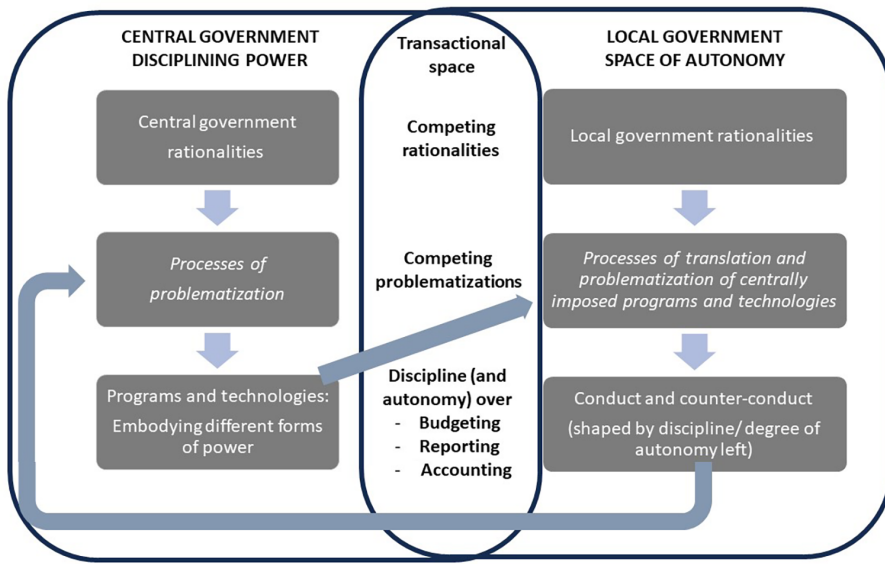 CENTRAL GOVERNMENT
DISCIPLINING POWER
Central government
rationalities
Processes of
problematization
Programs and technologies:
Embodying different forms
of power
Transactional
space
Competing
rationalities
Competing
problematizations
Discipline (and
autonomy) over
- Budgeting
- Reporting
- Accounting
LOCAL GOVERNMENT
SPACE OF AUTONOMY
Local government rationalities
Processes of translation and
problematization of centrally
imposed programs and technologies
Conduct and counter-conduct
(shaped by discipline/ degree of
autonomy left)